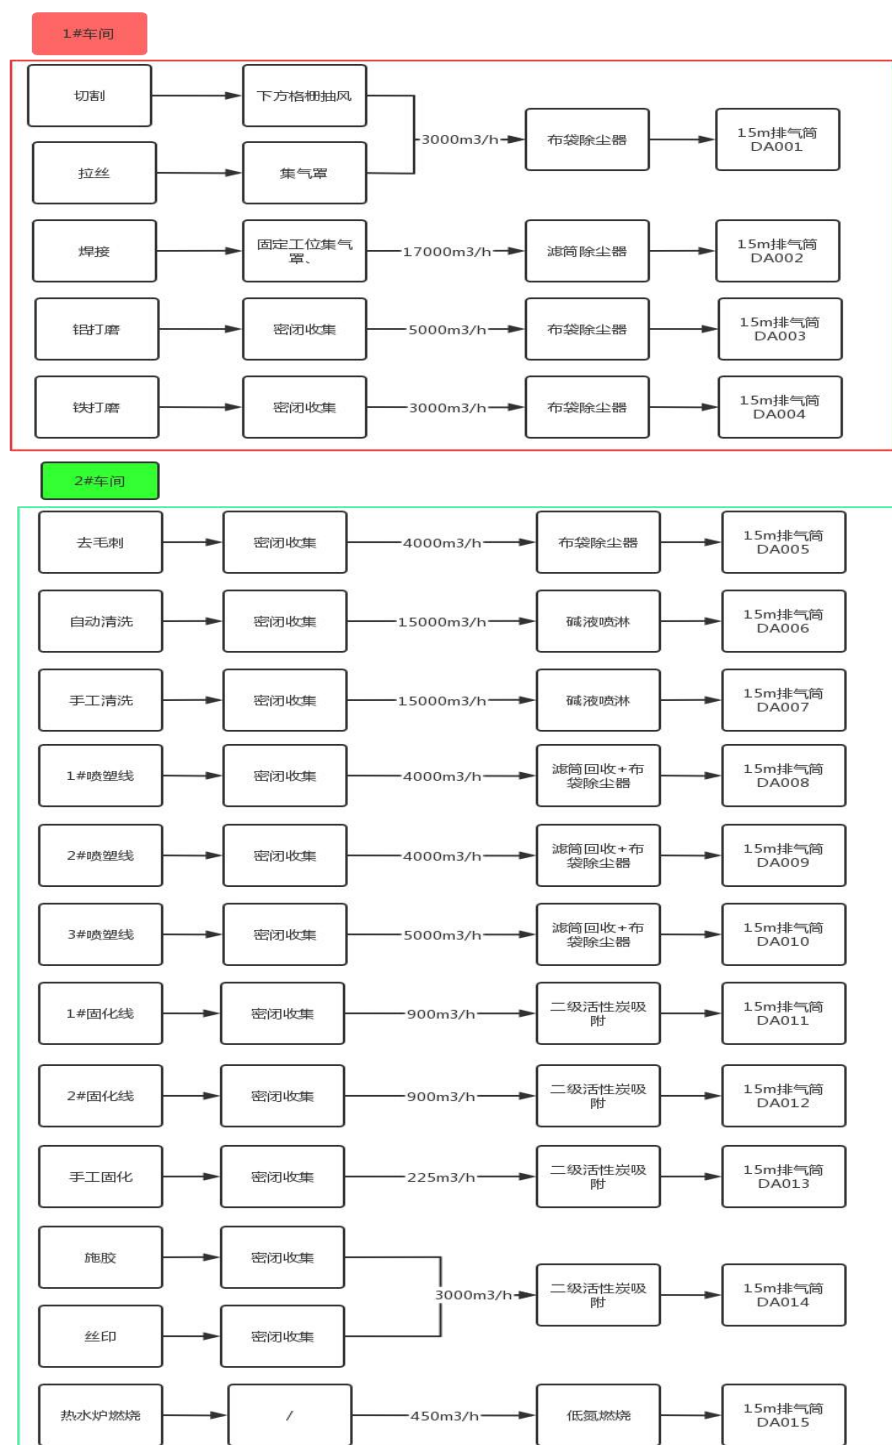 1#车间
切割
下方格栅抽风
3000m3/h
布袋除尘器
15m排气筒
DA001
拉丝
集气罩
焊接
固定工位集气
罩、
17000m3/h
滤筒除尘器
15m排气筒
DA002
铝打磨
密闭收集
5000m3/h
布袋除尘器
15m排气筒
DA003
铁打磨
密闭收集
3000m3/h
布袋除尘器
15m排气筒
DA004
2#车间
去毛刺
密闭收集
4000m3/h
布袋除尘器
15m排气筒
DA005
自动清洗
密闭收集
15000m3/h
碱液喷淋
15m排气筒
DA006
手工清洗
密闭收集
15000m3/h
碱液喷淋
15m排气筒
DA007
1#喷塑线
密闭收集
4000m3/h
滤筒回收+布
袋除尘器
15m排气筒
DA008
2#喷塑线
密闭收集
4000m3/h
滤筒回收+布
袋除尘器
15m排气筒
DA009
3#喷塑线
密闭收集
5000m3/h
滤筒回收+布
袋除尘器
15m排气筒
DA010
1#固化线
密闭收集
900m3/h
二级活性炭吸
附
15m排气筒
DA011
2#固化线
密闭收集
900m3/h
二级活性炭吸
附
15m排气筒
DA012
手工固化
密闭收集
225m3/h
二级活性炭吸
附
15m排气筒
DA013
施胶
密闭收集
3000m3/h
二级活性炭吸
附
15m排气筒
DA014
丝印
密闭收集
热水炉燃烧
/
450m3/h
低氮燃烧
15m排气筒
DA015